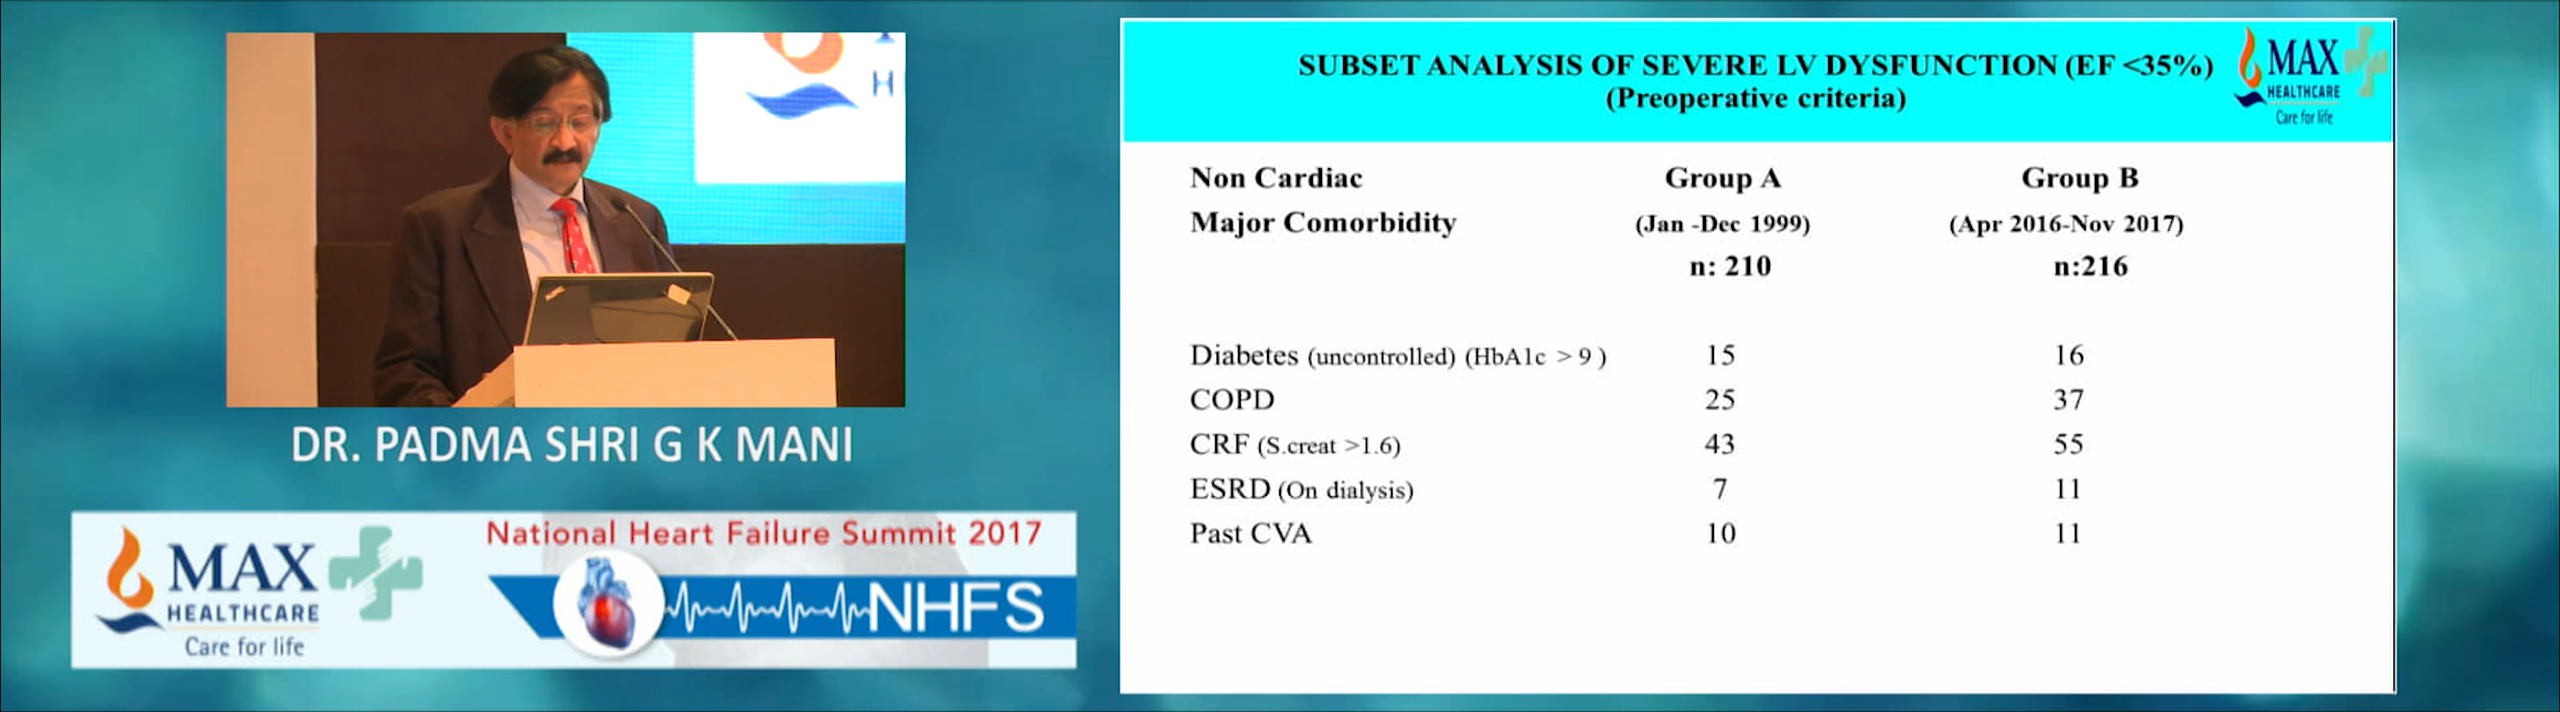 H
DR. PADMA SHRI G K MANI
MAX
HEALTHCARE
Care for life
National Heart Failure Summit 2017
NHFS
SUBSET ANALYSIS OF SEVERE LV DYSFUNCTION (EF <35%)
(Preoperative criteria)
MAX
HEALTHCARE
Care for life
Non Cardiac Group A Group B
Major Comorbidity (Jan -Dec 1999) (Apr 2016-Nov 2017)
n: 210 n:216
Diabetes (uncontrolled) (HbA1c > 9 ) 15 16
COPD 25 37
CRF (S.creat >1.6) 43 55
ESRD (On dialysis) 7 11
Past CVA 10 11